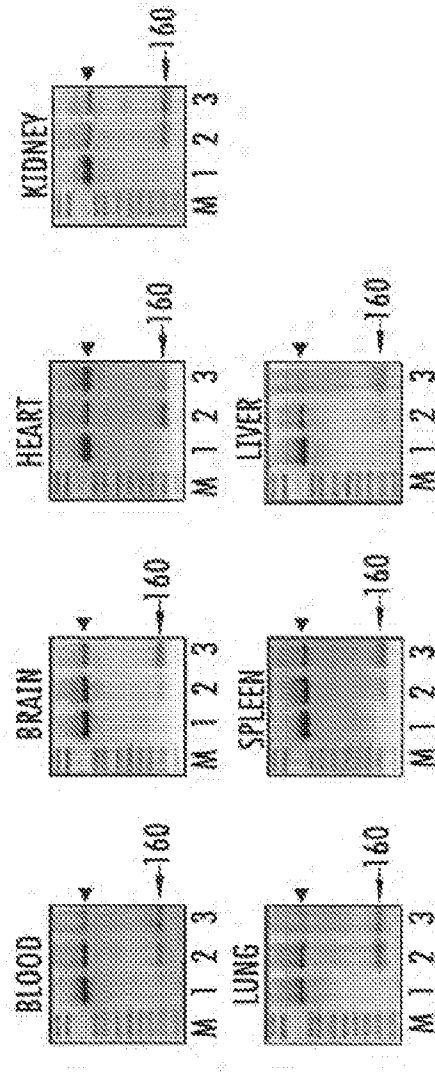 BLOOD
BRAIN
HEART
KIDNEY
160
160
160
160
M 1 2 3
M 1 2 3
M 1 2 3
M 1 2 3
LUNG
SPLEEN
LIVER
160
160
160
M 1 2 3
M 1 2 3
M 1 2 3